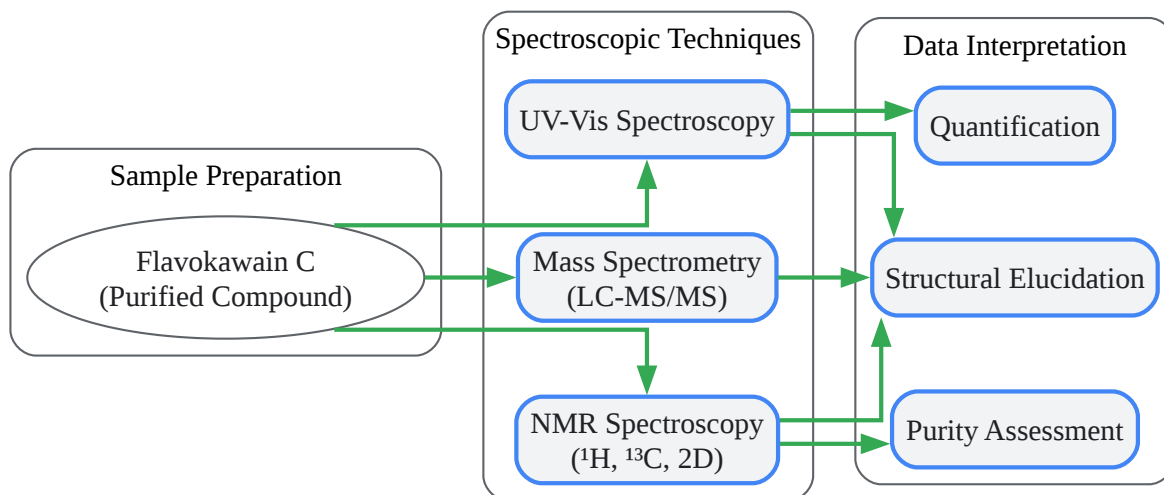 Sample Preparation
Flavokawain C
(Purified Compound)
Spectroscopic Techniques
UV-Vis Spectroscopy
Mass Spectrometry
(LC-MS/MS)
NMR Spectroscopy
(¹H, ¹³C, 2D)
Data Interpretation
Quantification
Structural Elucidation
Purity Assessment